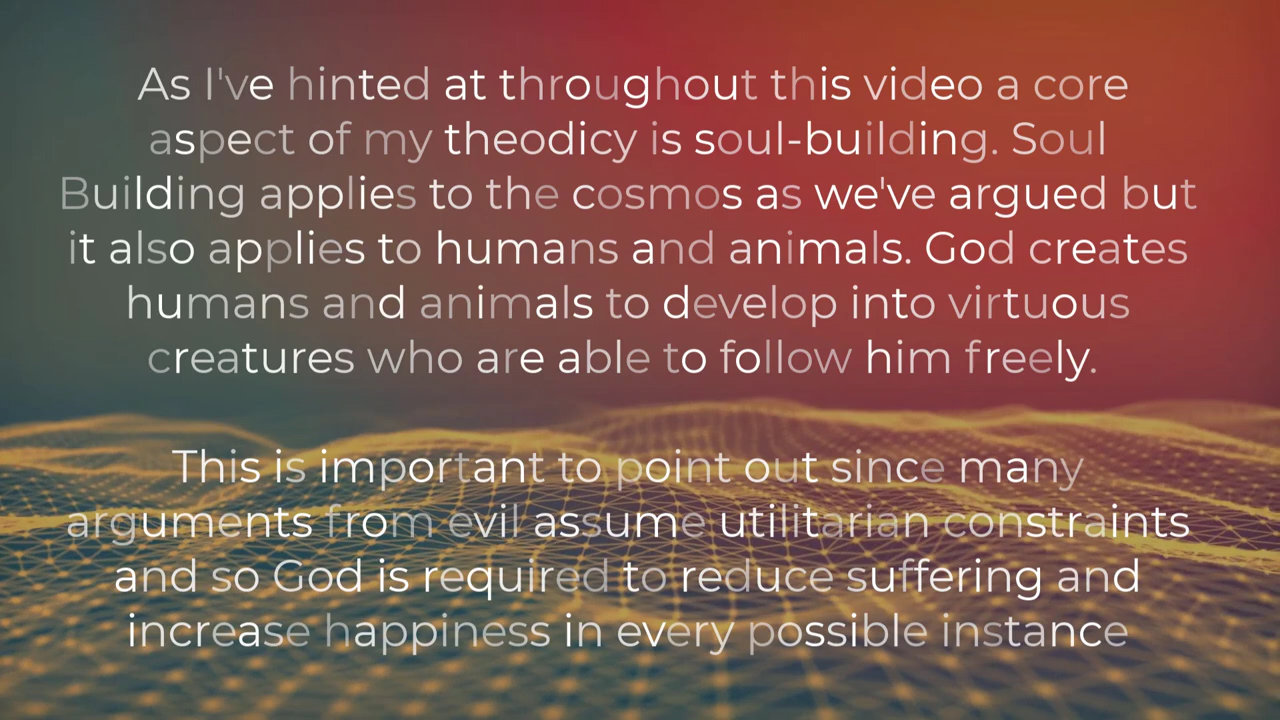 As I've hinted at throughout this video a core
aspect of my theodicy is soul-building. Soul
Building applies to the cosmos as we've argued but
it also applies to humans and animals. God creates
humans and animals to develop into virtuous
creatures who are able to follow him freely.
This is important to point out since many
arguments from evil assume utilitarian constraints
and so God is required to reduce suffering and
increase happiness in every possible instance